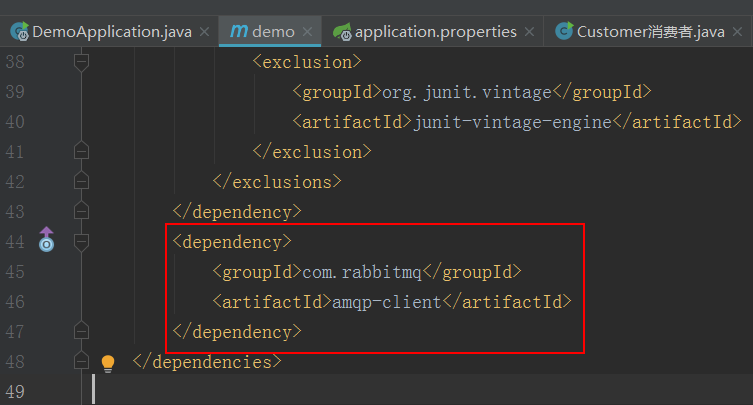 DemoApplication.java
demo
application.properties
Customer消费者.java
38 <exclusion>
39 <groupId>org.junit.vintage</groupId>
40 <artifactId>junit-vintage-engine</artifactId>
41 </exclusion>
42 </exclusions>
43 </dependency>
44 <dependency>
45 <groupId>com.rabbitmq</groupId>
46 <artifactId>amqp-client</artifactId>
47 </dependency>
48 </dependencies>
49